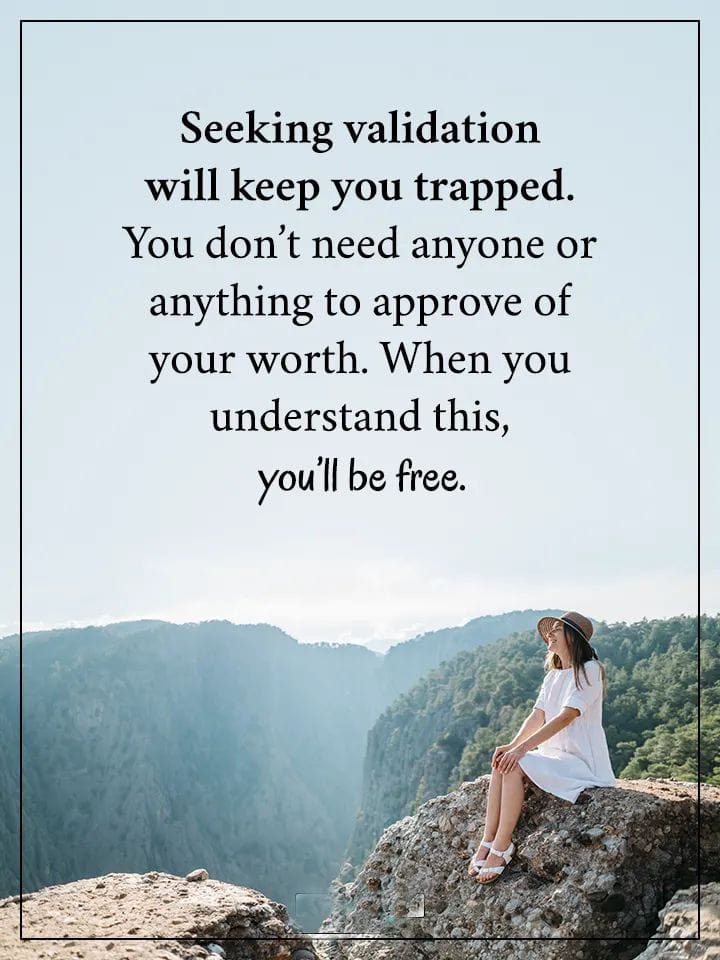 Seeking validation
will keep you trapped.
You don’t need anyone or
anything to approve of
your worth. When you
understand this,
you’ll be free.